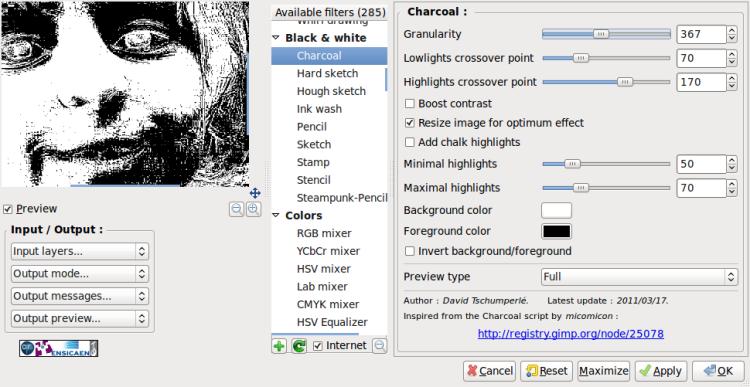 Preview
Input / Output :
Input layers...
Output mode...
Output messages...
Output preview...
ENSICAEN
Available filters (285)
Black & white
Charcoal
Hard sketch
Hough sketch
Ink wash
Pencil
Sketch
Stamp
Stencil
Steampunk-Pencil
Colors
RGB mixer
YCbCr mixer
HSV mixer
Lab mixer
CMYK mixer
HSV Equalizer
Internet
Charcoal :
Granularity 367
Lowlights crossover point 70
Highlights crossover point 170
Boost contrast
Resize image for optimum effect
Add chalk highlights
Minimal highlights 50
Maximal highlights 70
Background color
Foreground color
Invert background/foreground
Preview type Full
Author : David Tschumperlé. Latest update : 2011/03/17.
Inspired from the Charcoal script by micomicon :
http://registry.gimp.org/node/25078
Cancel Reset Maximize Apply OK